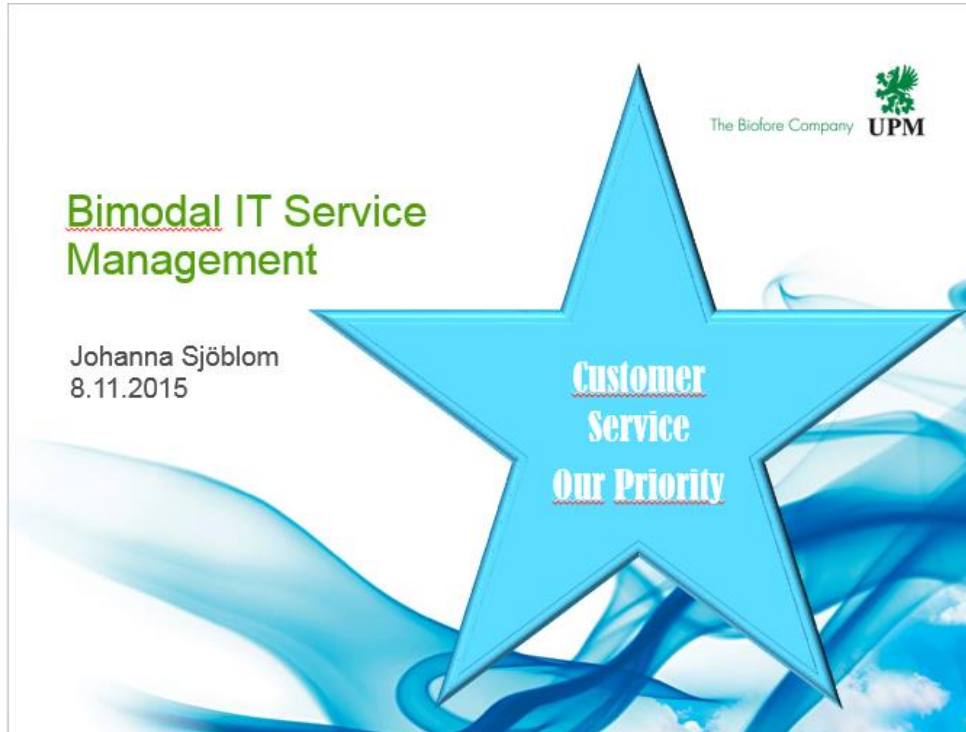 The Biofore Company UPM
Bimodal IT Service
Management
Johanna Sjöblom
8.11.2015
Customer
Service
Our Priority